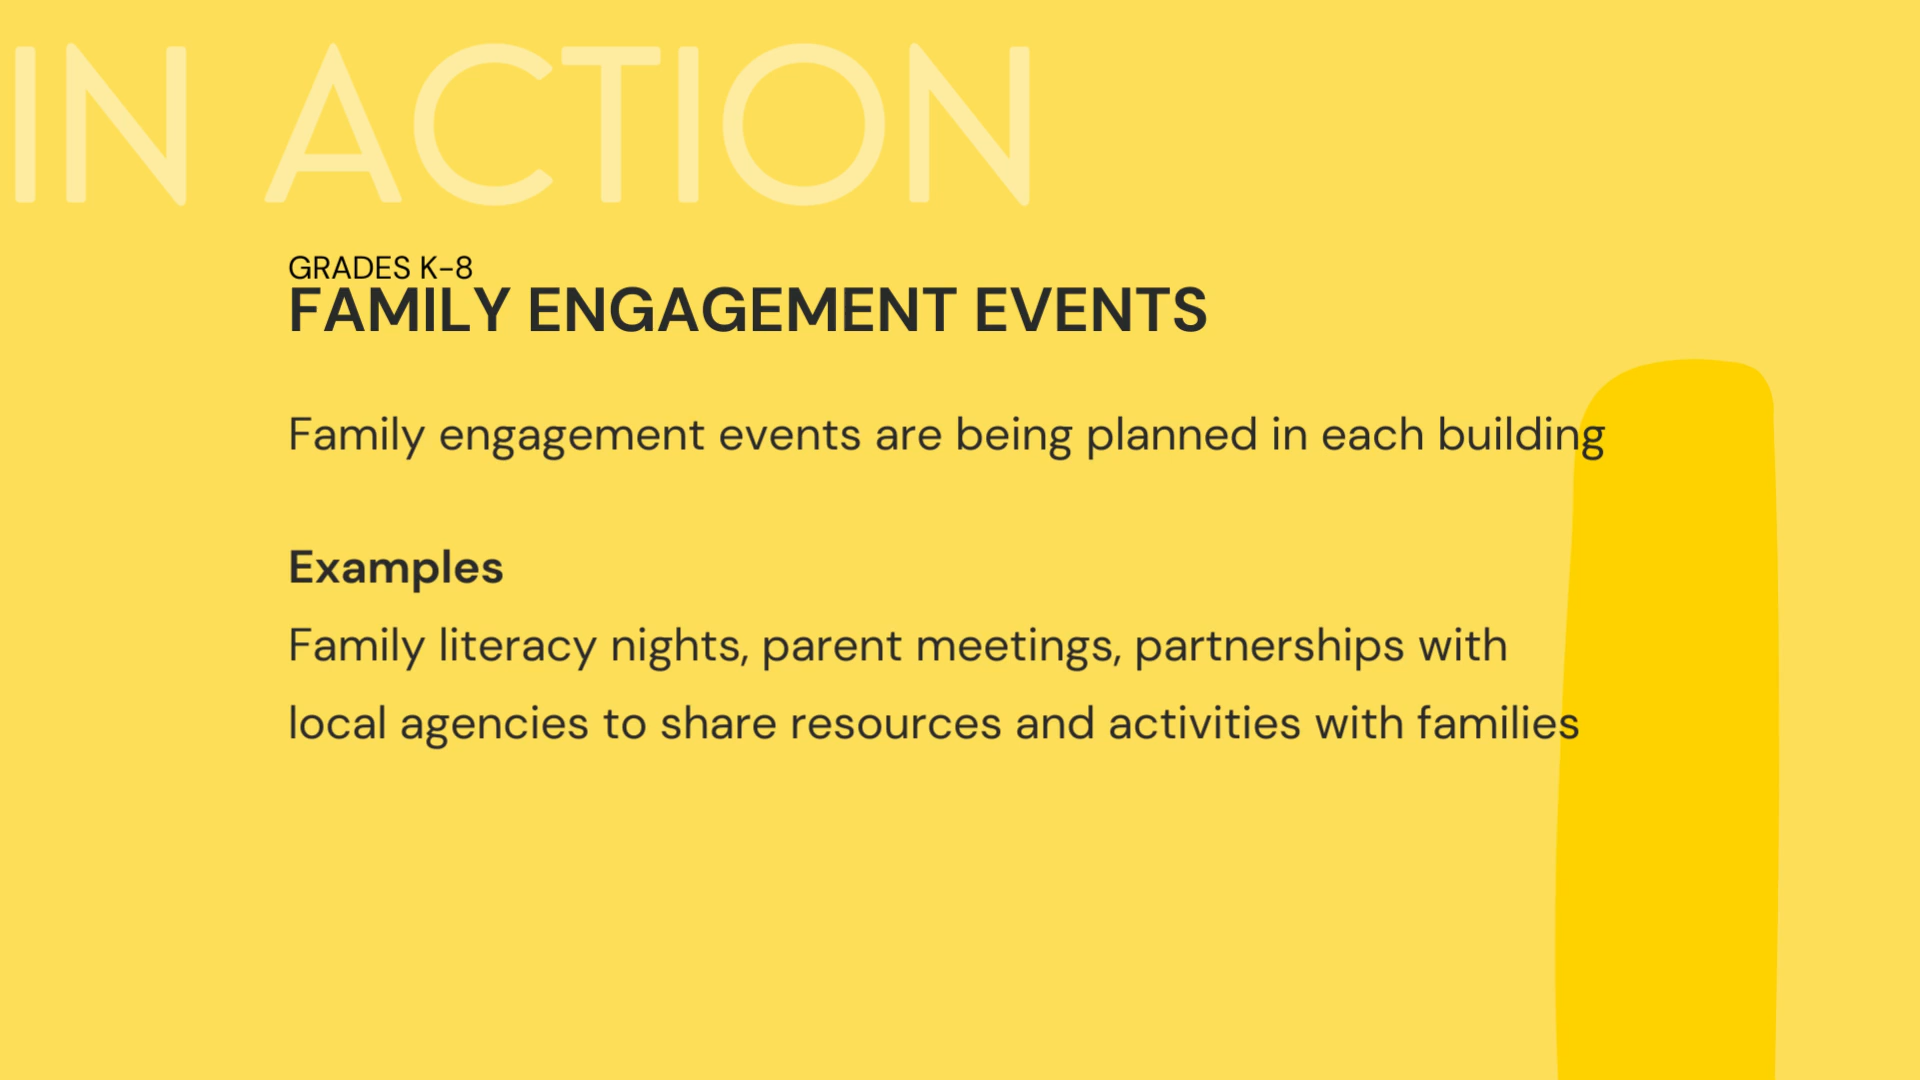 IN ACTION
GRADES K-8
FAMILY ENGAGEMENT EVENTS
Family engagement events are being planned in each building
Examples
Family literacy nights, parent meetings, partnerships with
local agencies to share resources and activities with families